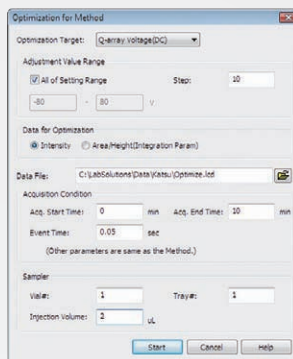 Optimization for Method
Optimization Target: Q-array Voltage(DC)
Adjustment Value Range
All of Setting Range Step: 10
-80 - 80 V
Data for Optimization
Intensity Area/Height(Integration Param)
Data File: C:\LabSolutions\Data\Katsu\Optimize.lcd
Acquisition Condition
Acq. Start Time: 0 min Acq. End Time: 10 min
Event Time: 0.05 sec
(Other parameters are same as the Method.)
Sampler
Vial#: 1 Tray#: 1
Injection Volume: 2 uL
Start Cancel Help